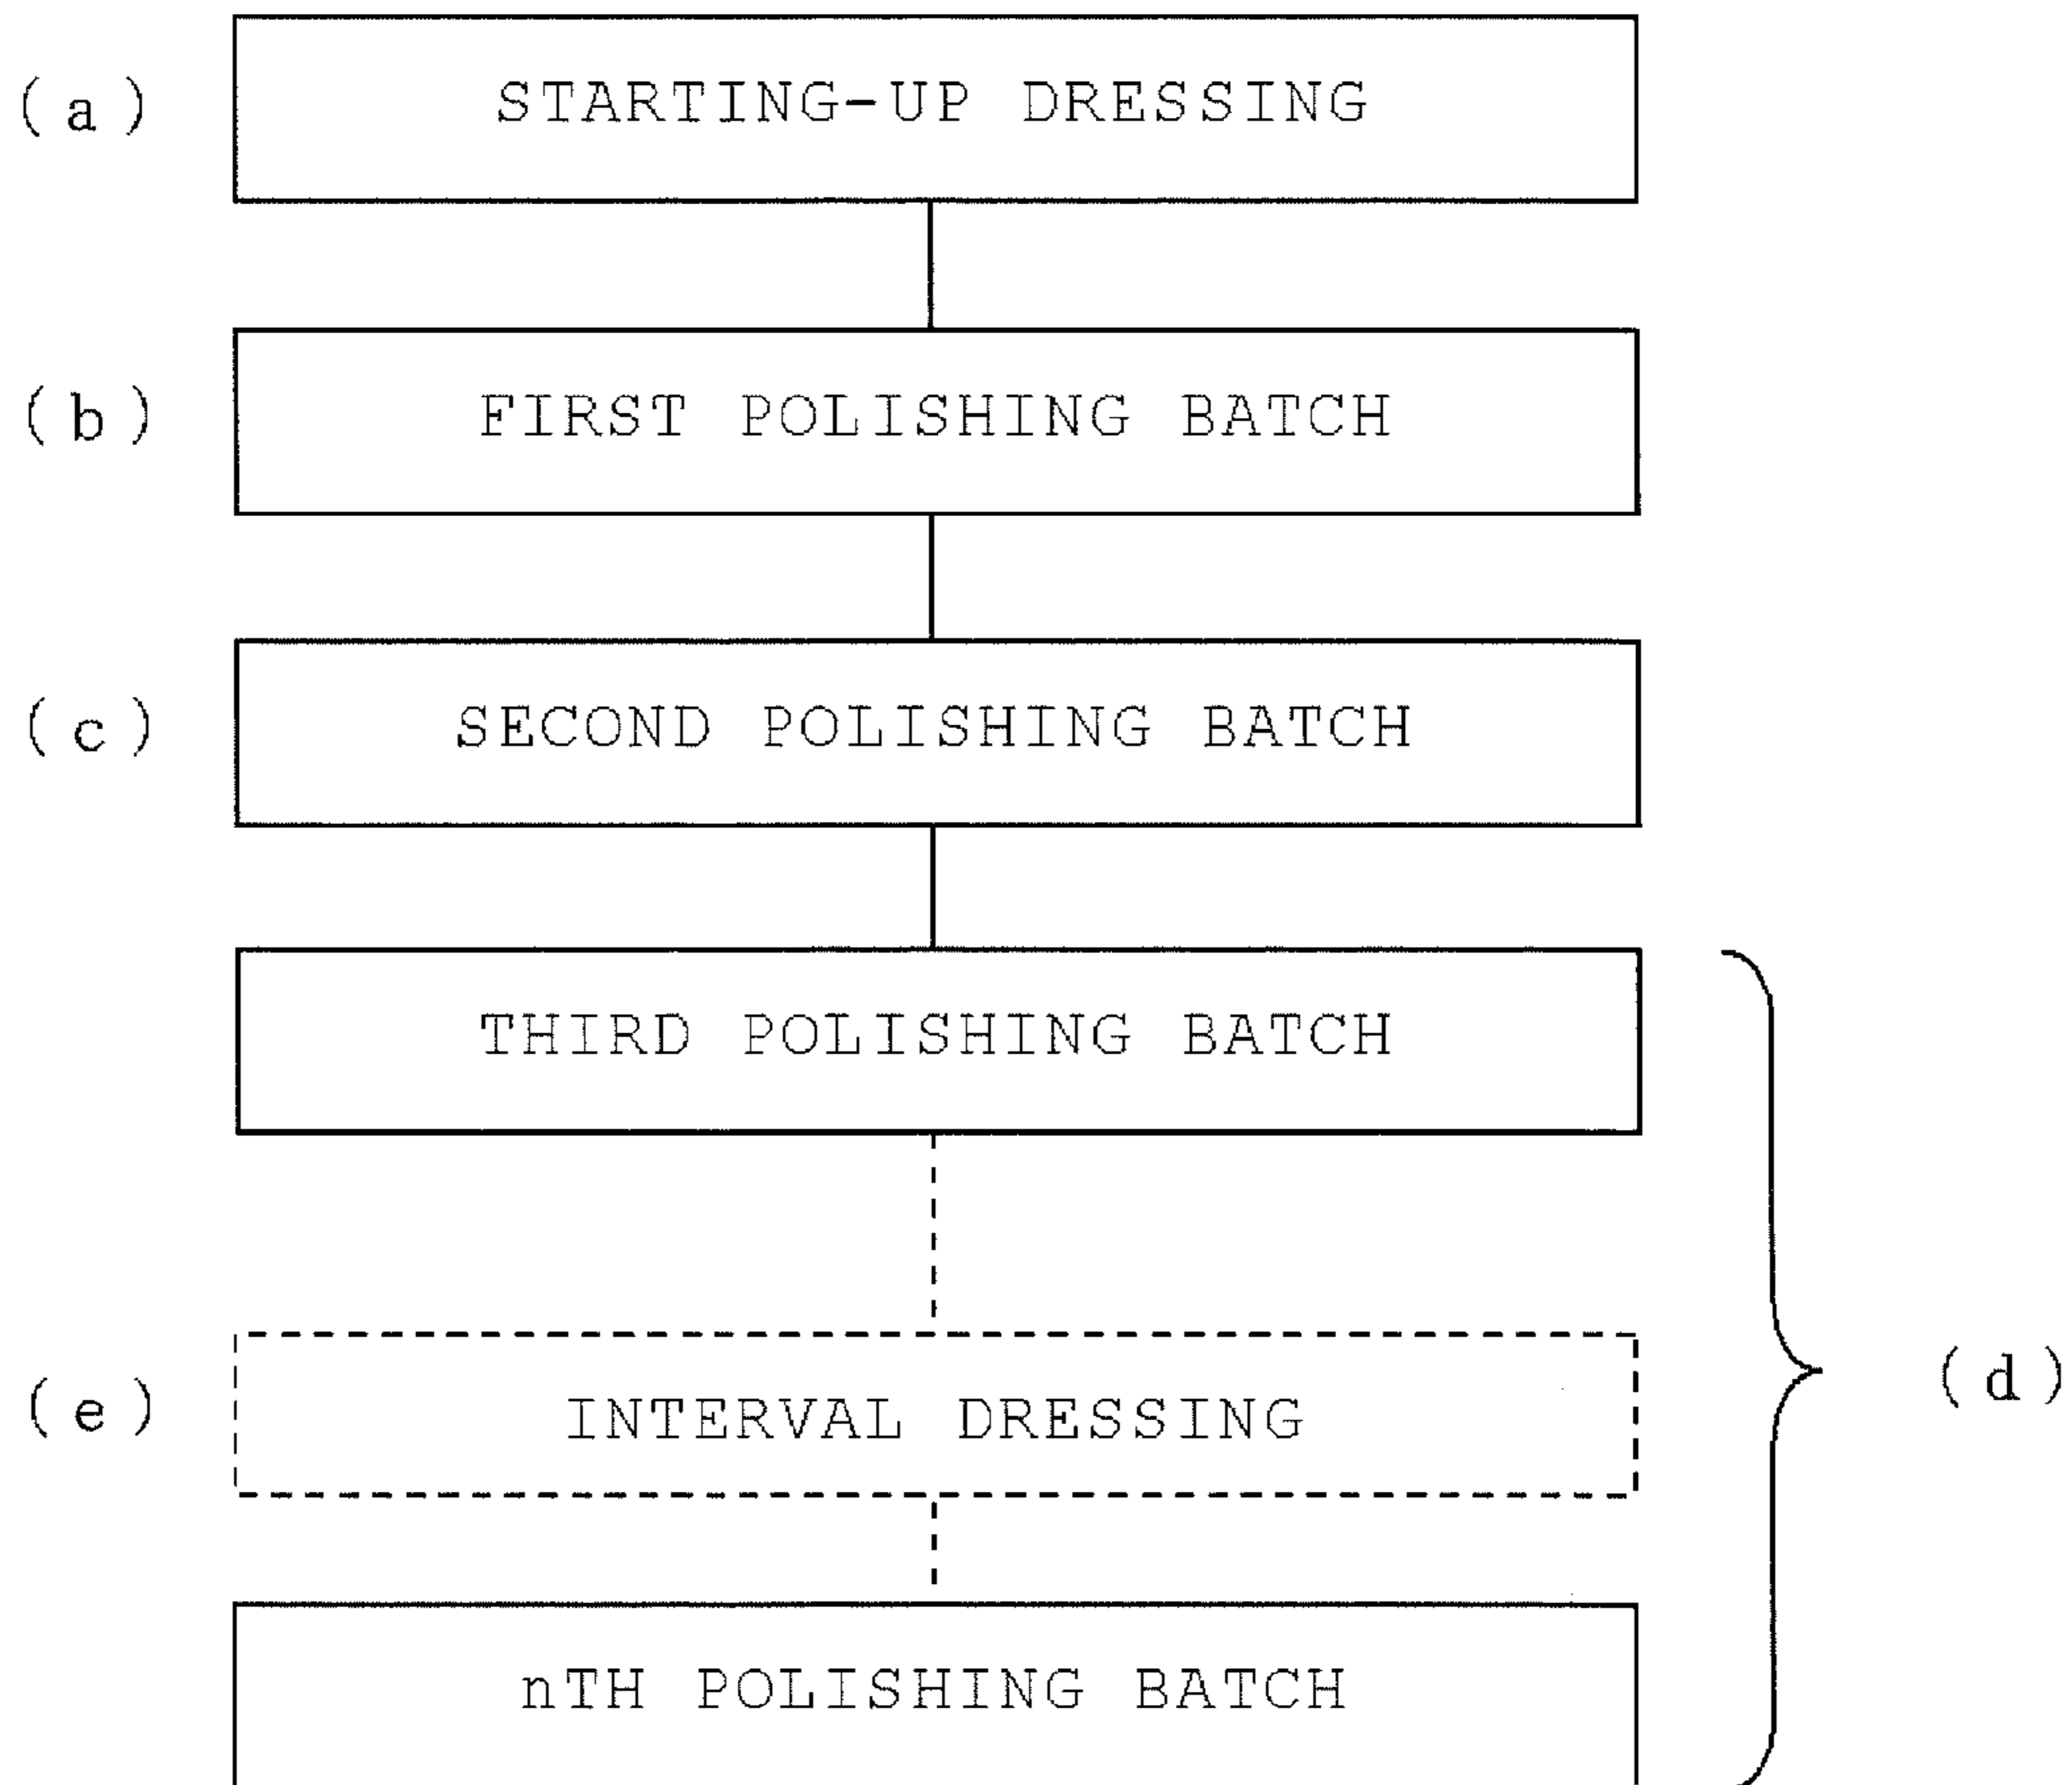 (a) STARTING-UP DRESSING
(b) FIRST POLISHING BATCH
(c) SECOND POLISHING BATCH
THIRD POLISHING BATCH
(e) INTERVAL DRESSING (d)
nTH POLISHING BATCH